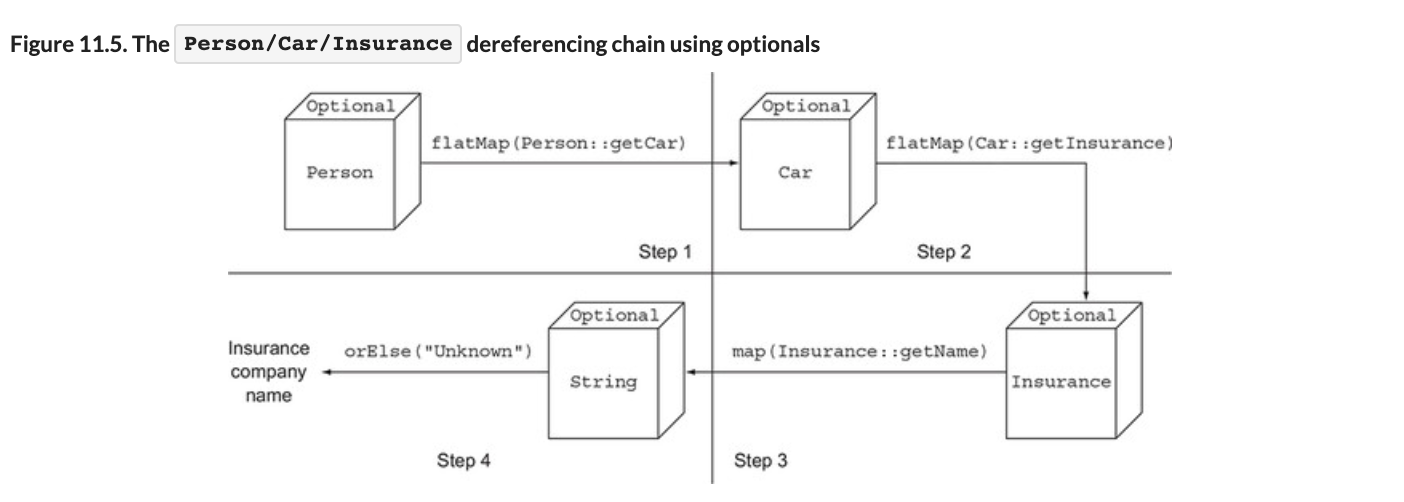 Figure 11.5. The Person/Car/Insurance dereferencing chain using optionals
Optional
Person
flatMap(Person::getCar)
Step 1
Optional
Car
flatMap(Car::getInsurance)
Step 2
Optional
Insurance
map(Insurance::getName)
Step 3
Optional
String
orElse("Unknown")
Step 4
Insurance
company
name